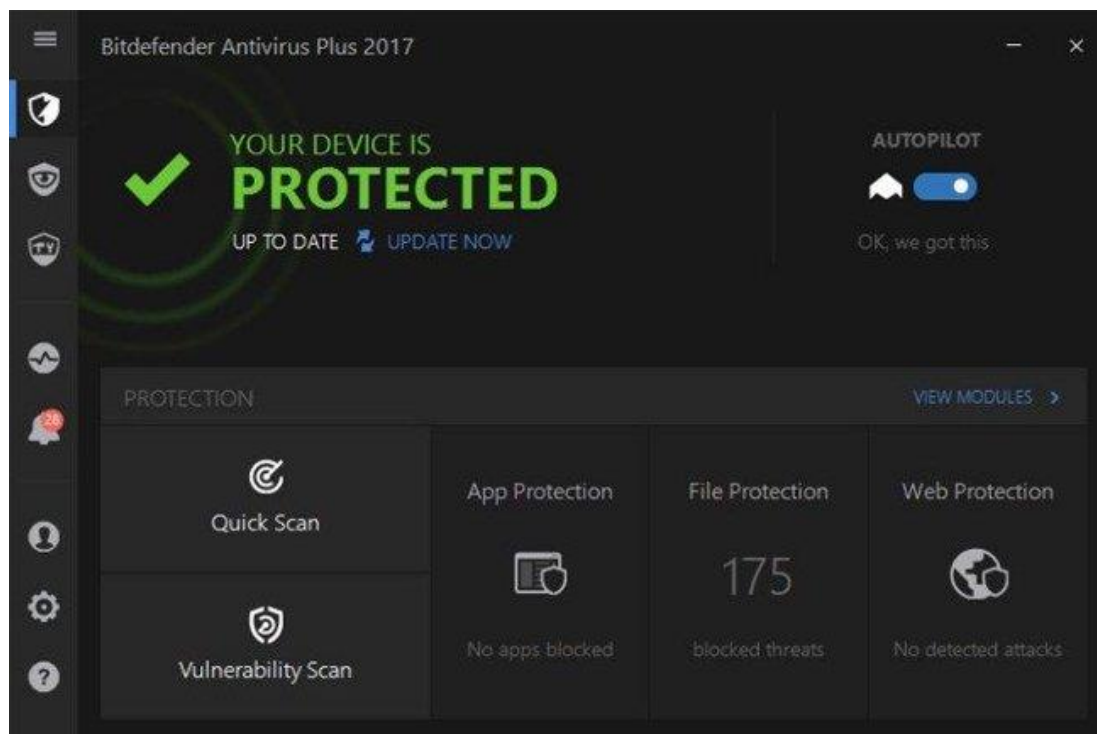 Bitdefender Antivirus Plus 2017
YOUR DEVICE IS
PROTECTED
UP TO DATE UPDATE NOW
AUTOPILOT
OK, we got this
28
PROTECTION
VIEW MODULES
Quick Scan
Vulnerability Scan
App Protection
No apps blocked
File Protection
175
blocked threats
Web Protection
No detected attacks